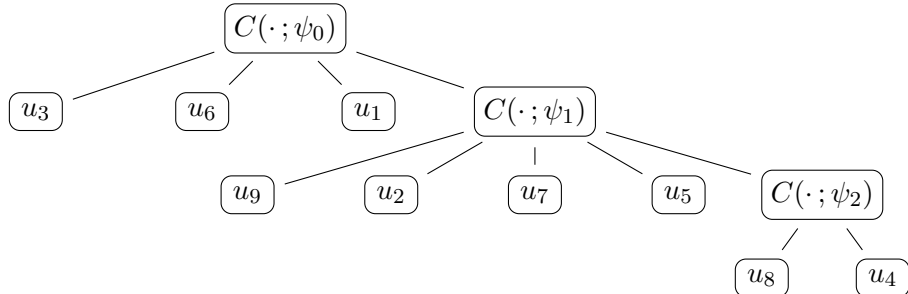 C(· ; ψ₀)
u₃ u₆ u₁ C(· ; ψ₁)
u₉ u₂ u₇ u₅ C(· ; ψ₂)
u₈ u₄